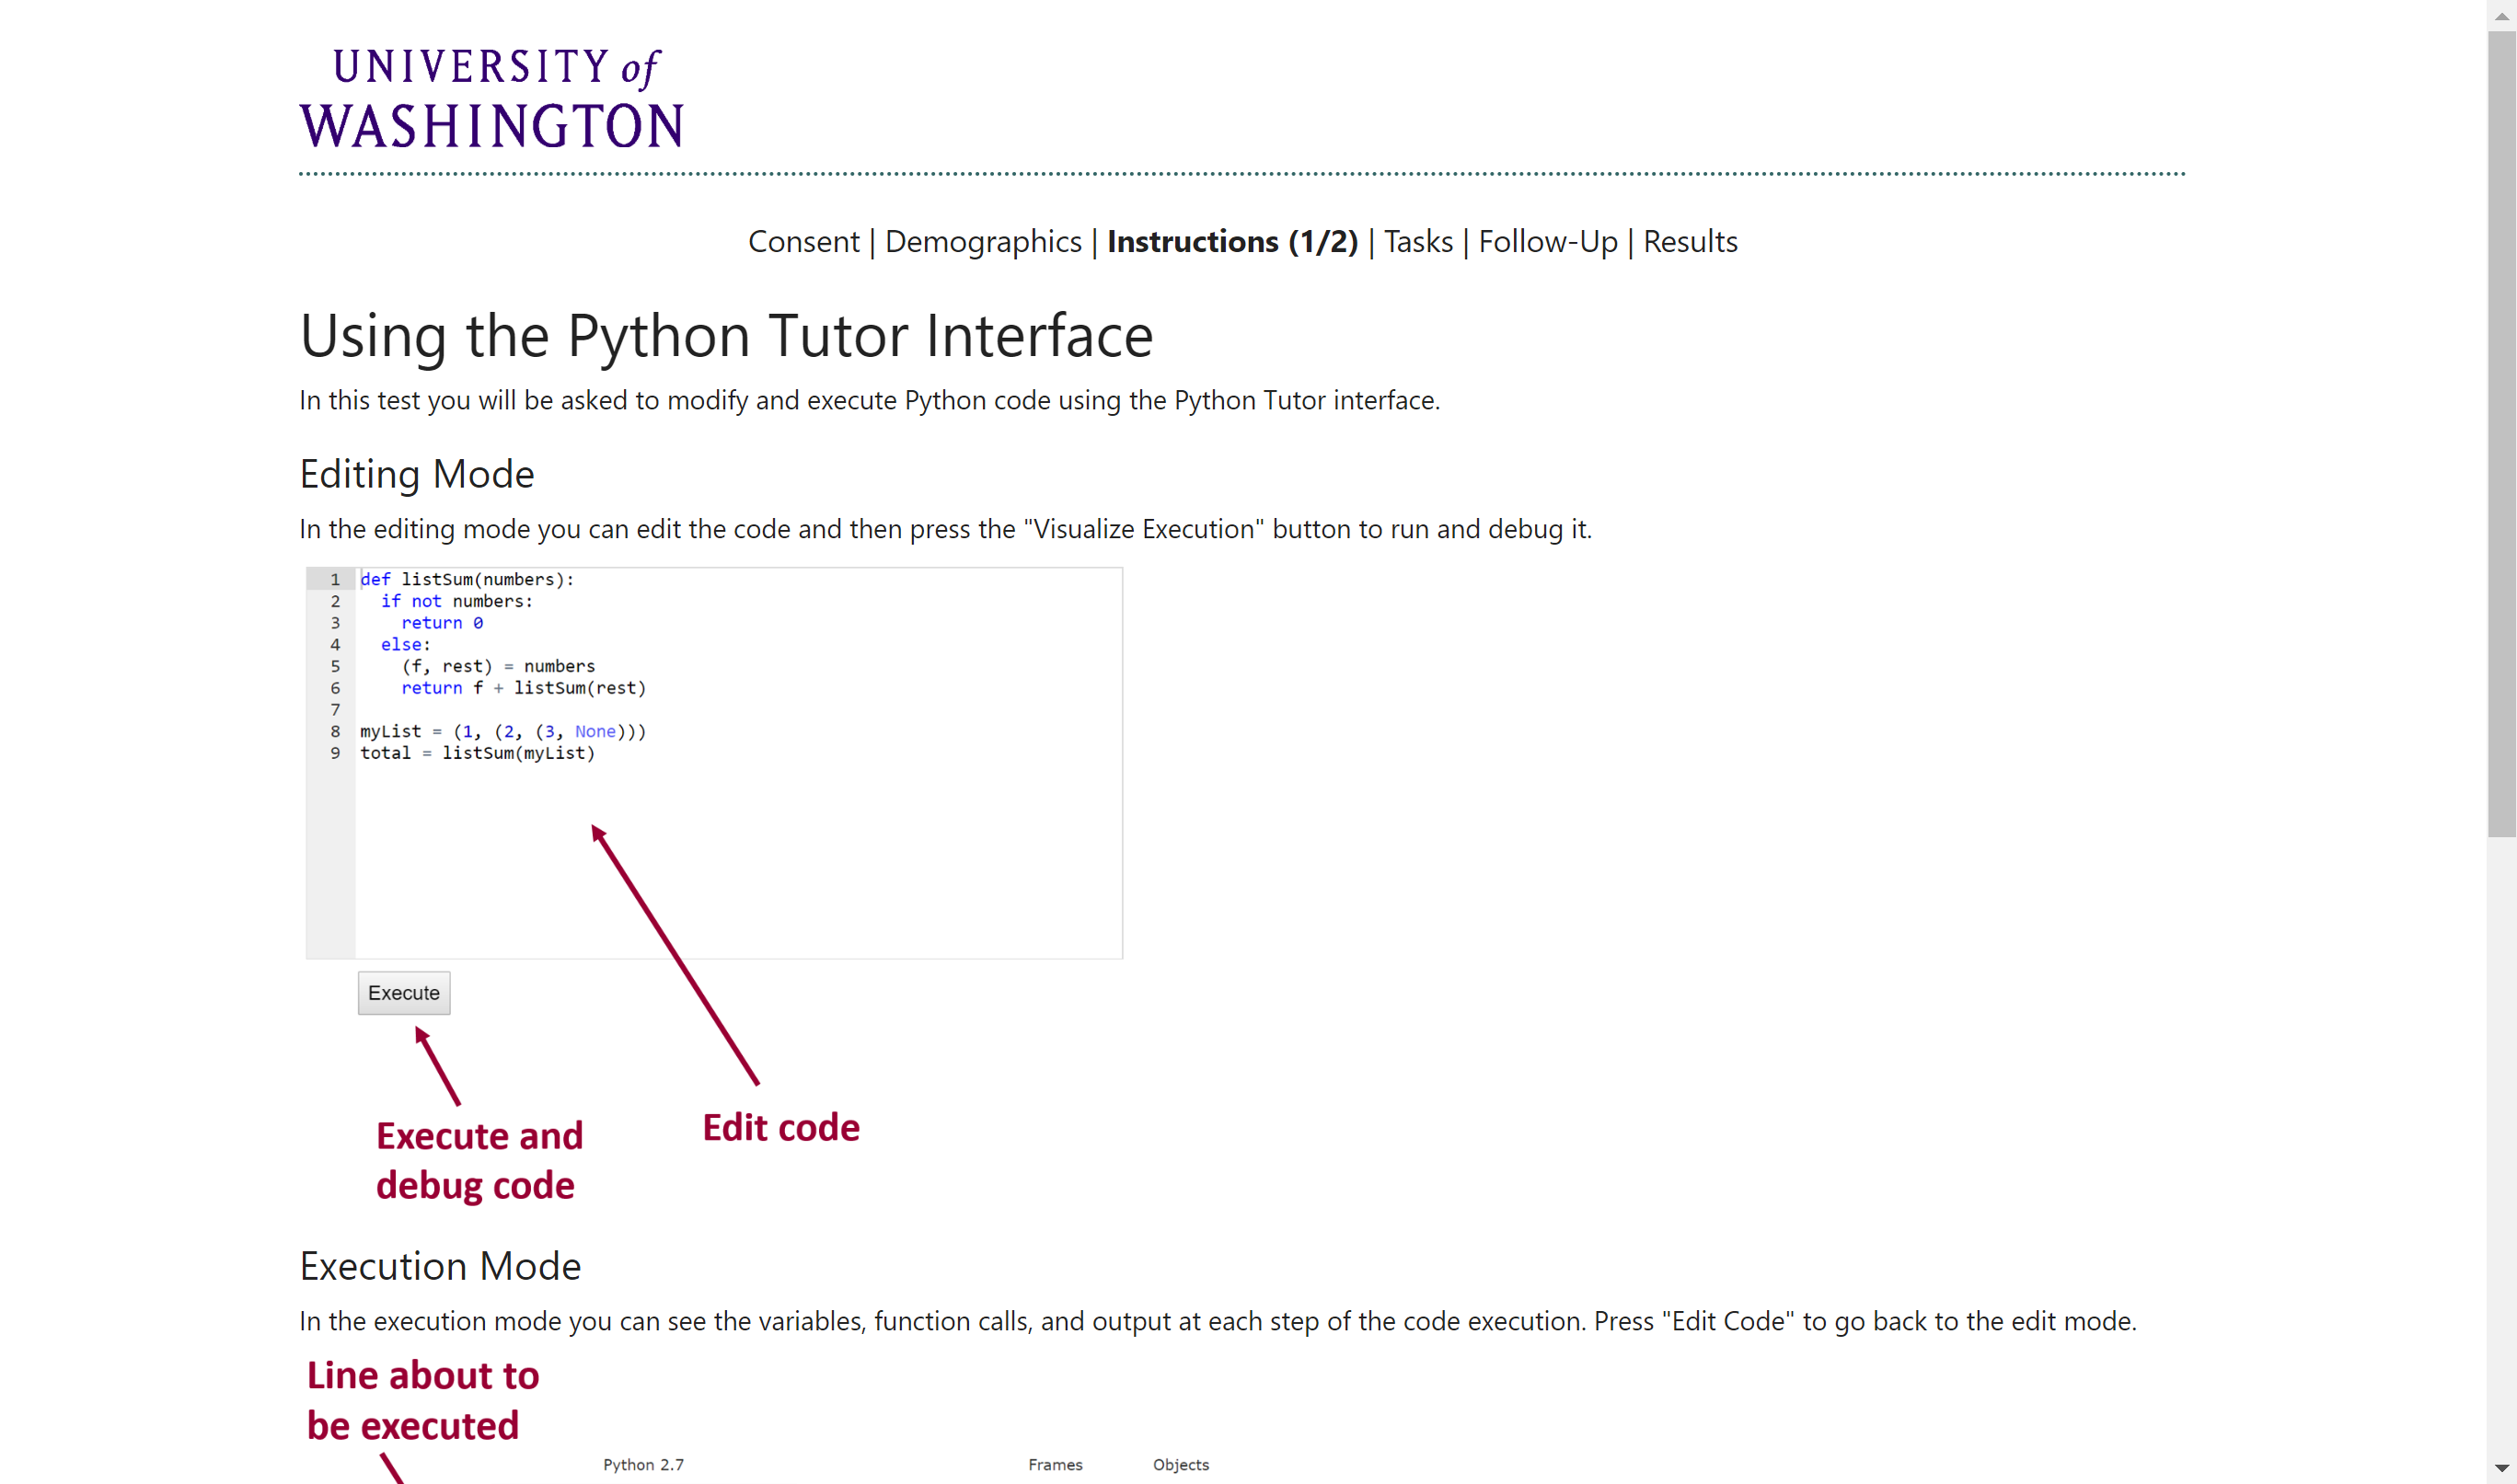 UNIVERSITY of
WASHINGTON
Consent | Demographics | Instructions (1/2) | Tasks | Follow-Up | Results
Using the Python Tutor Interface
In this test you will be asked to modify and execute Python code using the Python Tutor interface.
Editing Mode
In the editing mode you can edit the code and then press the "Visualize Execution" button to run and debug it.
1 def listSum(numbers):
2   if not numbers:
3     return 0
4   else:
5     (f, rest) = numbers
6     return f + listSum(rest)
7
8 myList = (1, (2, (3, None)))
9 total = listSum(myList)
Execute
Execute and
debug code
Edit code
Execution Mode
In the execution mode you can see the variables, function calls, and output at each step of the code execution. Press "Edit Code" to go back to the edit mode.
Line about to
be executed
Python 2.7 Frames Objects